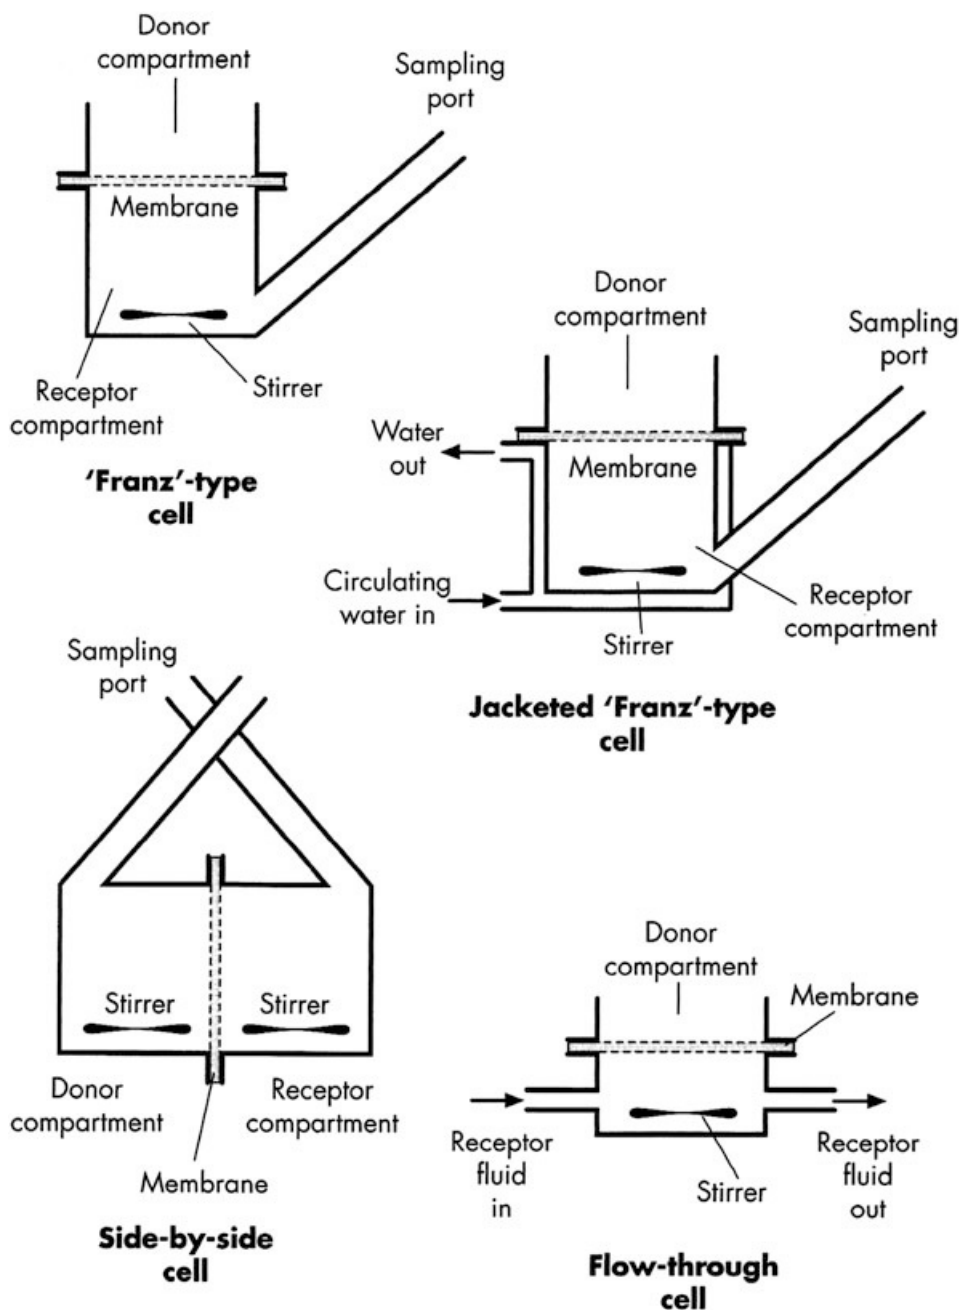 Donor
compartment
Sampling
port
Membrane
Receptor
compartment
Stirrer
‘Franz’-type
cell
Donor
compartment
Sampling
port
Water
out
Membrane
Circulating
water in
Receptor
compartment
Stirrer
Jacketed ‘Franz’-type
cell
Sampling
port
Stirrer
Stirrer
Donor
compartment
Receptor
compartment
Membrane
Side-by-side
cell
Donor
compartment
Membrane
Receptor
fluid
in
Stirrer
Receptor
fluid
out
Flow-through
cell